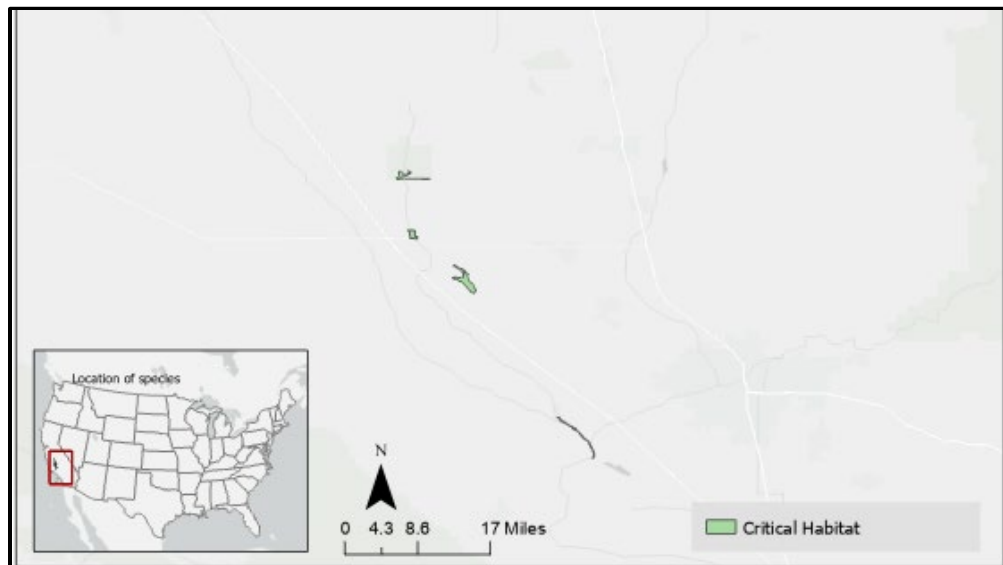 Location of species
N
0 4.3 8.6 17 Miles
Critical Habitat